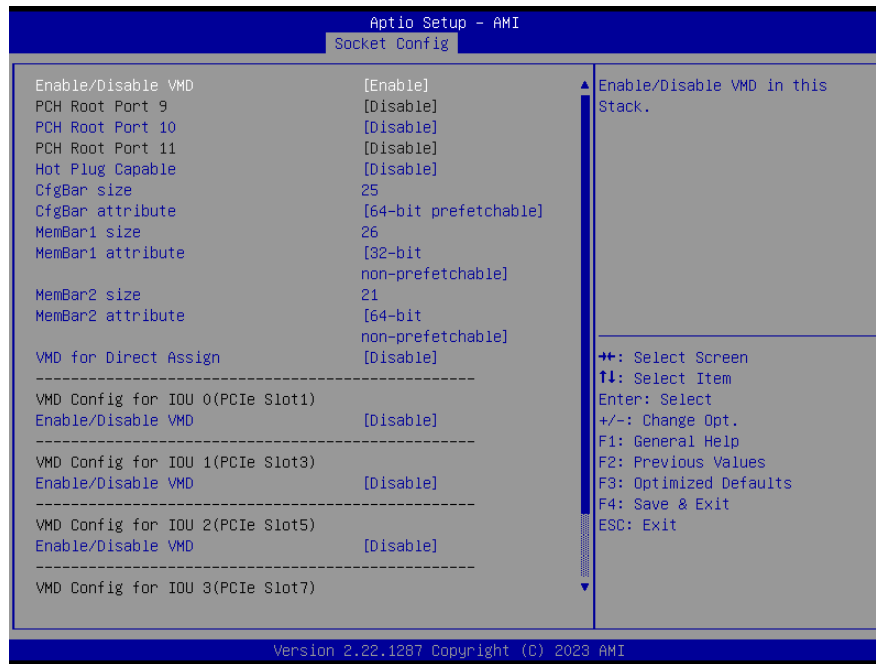 Aptio Setup – AMI
Socket Config
Enable/Disable VMD [Enable]
PCH Root Port 9 [Disable]
PCH Root Port 10 [Disable]
PCH Root Port 11 [Disable]
Hot Plug Capable [Disable]
CfgBar size 25
CfgBar attribute [64-bit prefetchable]
MemBar1 size 26
MemBar1 attribute [32-bit
non-prefetchable]
MemBar2 size 21
MemBar2 attribute [64-bit
non-prefetchable]
VMD for Direct Assign [Disable]
--------------------------------------------------
VMD Config for IOU 0(PCIe Slot1)
Enable/Disable VMD [Disable]
--------------------------------------------------
VMD Config for IOU 1(PCIe Slot3)
Enable/Disable VMD [Disable]
--------------------------------------------------
VMD Config for IOU 2(PCIe Slot5)
Enable/Disable VMD [Disable]
--------------------------------------------------
VMD Config for IOU 3(PCIe Slot7)
Enable/Disable VMD in this
Stack.
→←: Select Screen
↑↓: Select Item
Enter: Select
+/-: Change Opt.
F1: General Help
F2: Previous Values
F3: Optimized Defaults
F4: Save & Exit
ESC: Exit
Version 2.22.1287 Copyright (C) 2023 AMI